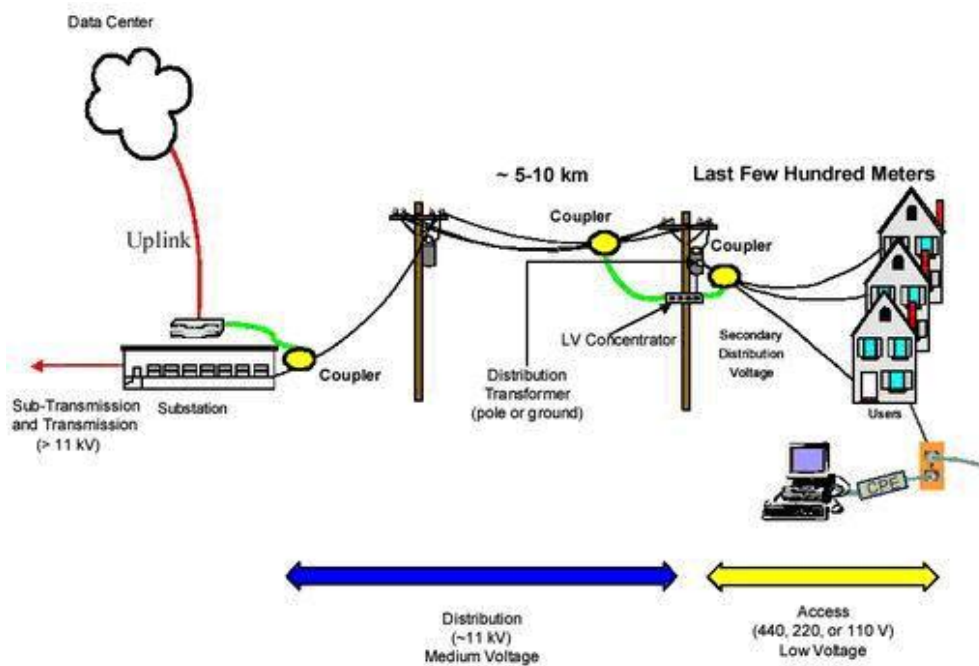 Data Center
Uplink
~ 5-10 km
Last Few Hundred Meters
Coupler
Coupler
Coupler
LV Concentrator
Secondary
Distribution
Voltage
Distribution
Transformer
(pole or ground)
Substation
Sub-Transmission
and Transmission
(> 11 kV)
Users
CPE
Distribution
(~11 kV)
Medium Voltage
Access
(440, 220, or 110 V)
Low Voltage